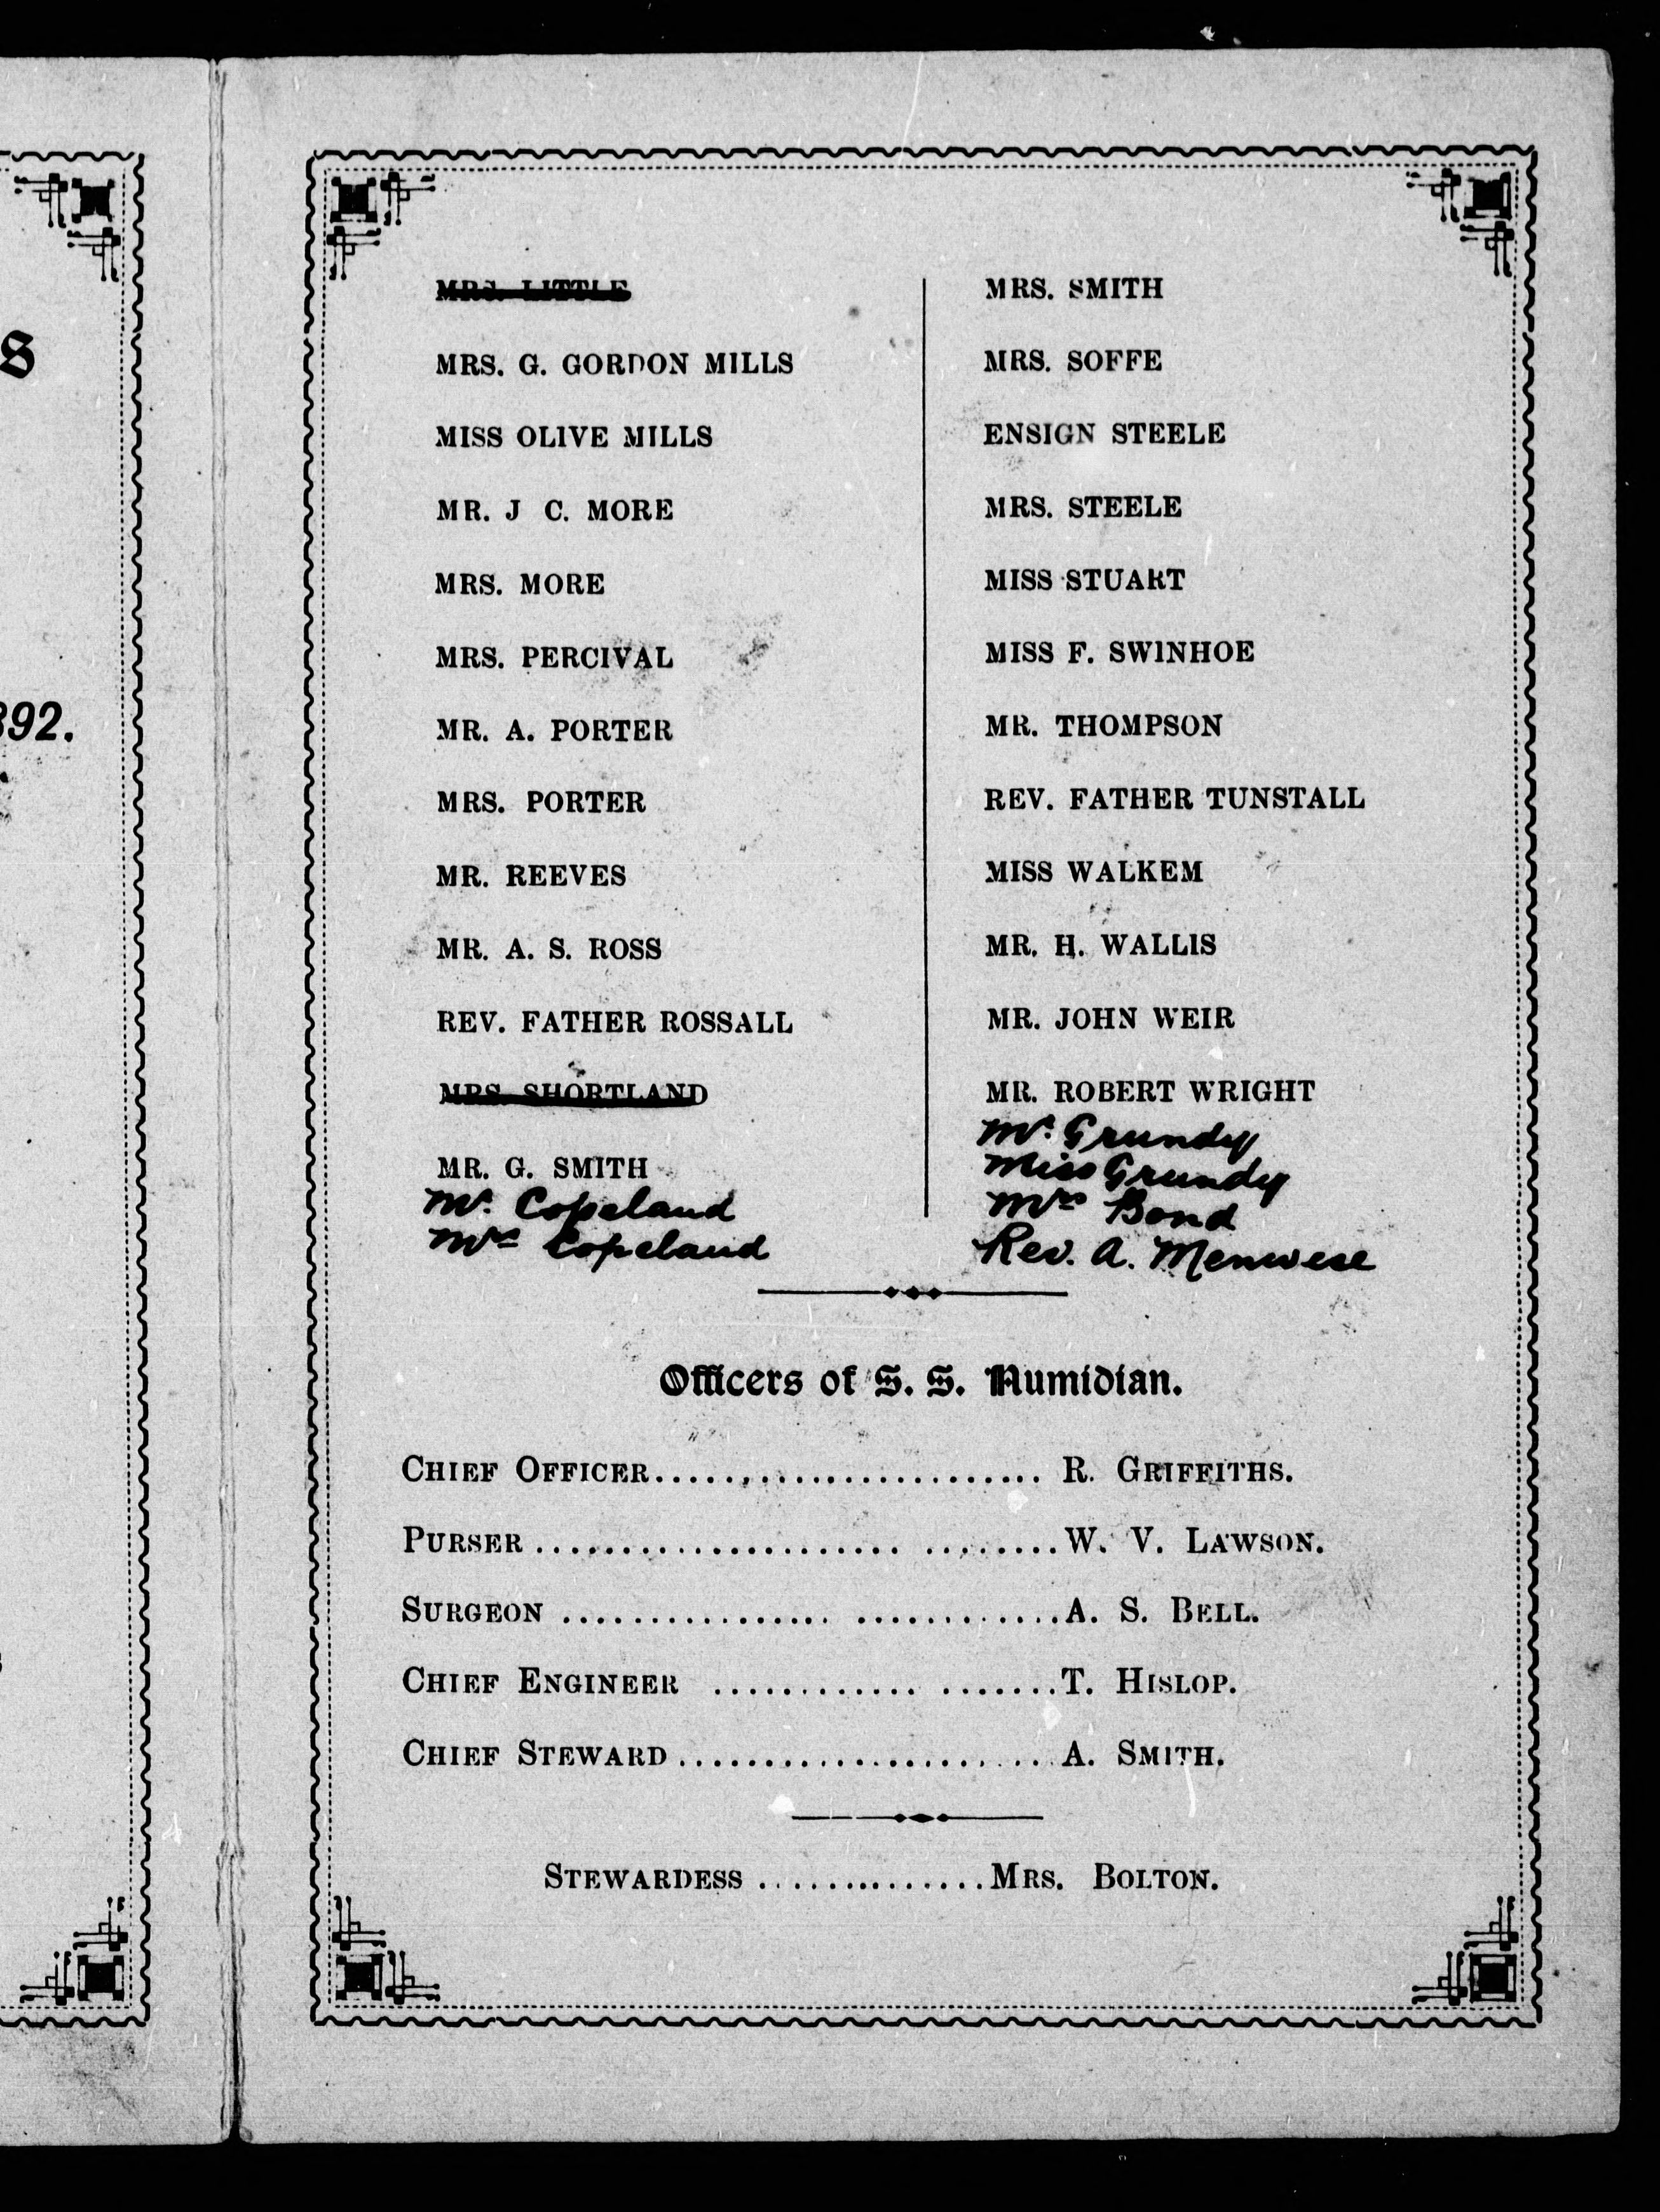 s
892.
MRS. LITTLE
MRS. G. GORDON MILLS
MISS OLIVE MILLS
MR. J C. MORE
MRS. MORE
MRS. PERCIVAL
MR. A. PORTER
MRS. PORTER
MR. REEVES
MR. A. S. ROSS
REV. FATHER ROSSALL
MRS. SHORTLAND
MR. G. SMITH
Mr. Copeland
Mrs Copeland
MRS. SMITH
MRS. SOFFE
ENSIGN STEELE
MRS. STEELE
MISS STUART
MISS F. SWINHOE
MR. THOMPSON
REV. FATHER TUNSTALL
MISS WALKEM
MR. H. WALLIS
MR. JOHN WEIR
MR. ROBERT WRIGHT
Mr. Grundy
Miss Grundy
Mrs Bond
Rev. A.
Officers of S. S. Numidian.
CHIEF OFFICER........................... R. GRIFFITHS.
PURSER ...............................W. V. LAWSON.
SURGEON ..............................A. S. BELL.
CHIEF ENGINEER ...................T. HISLOP.
CHIEF STEWARD..........................A. SMITH.
STEWARDESS ...............MRS. BOLTON.